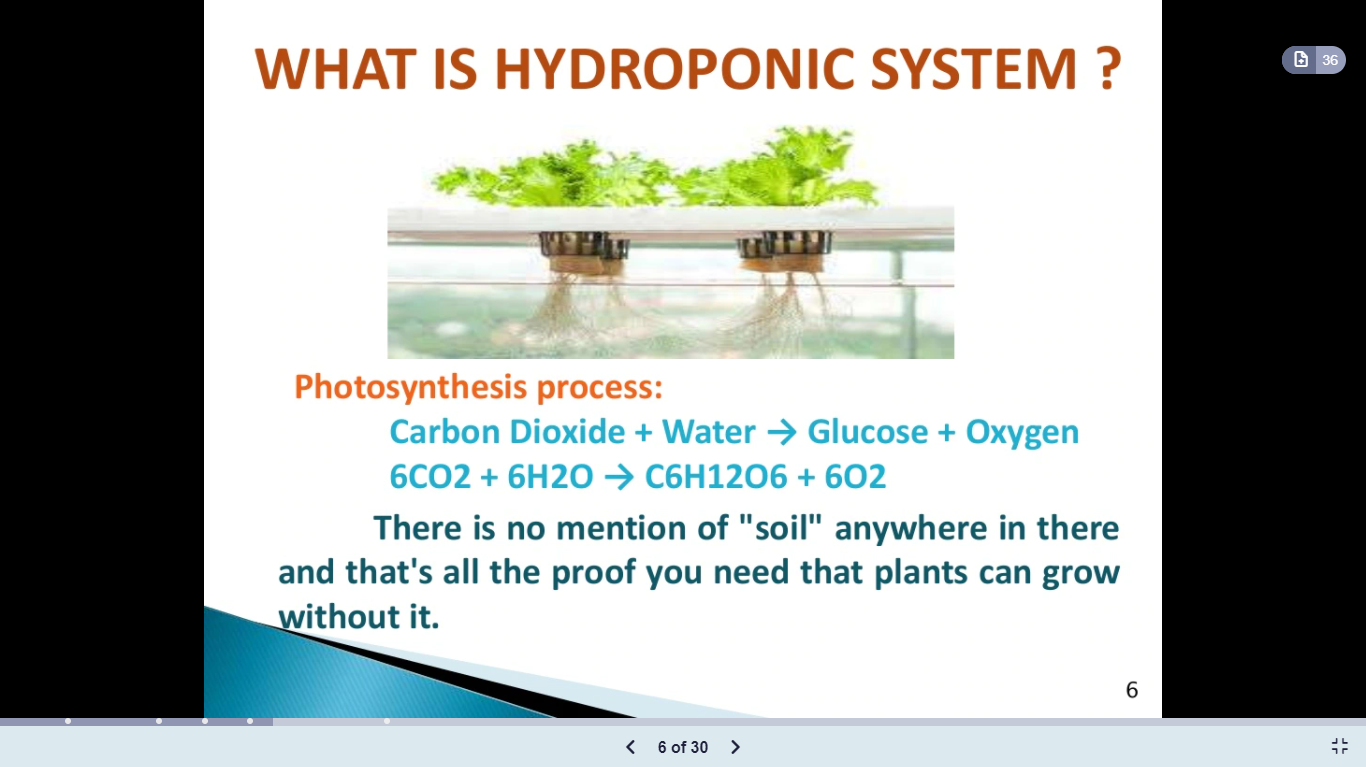 WHAT IS HYDROPONIC SYSTEM ?
36
Photosynthesis process:
Carbon Dioxide + Water → Glucose + Oxygen
6CO2 + 6H2O → C6H12O6 + 6O2
There is no mention of "soil" anywhere in there
and that's all the proof you need that plants can grow
without it.
6
6 of 30